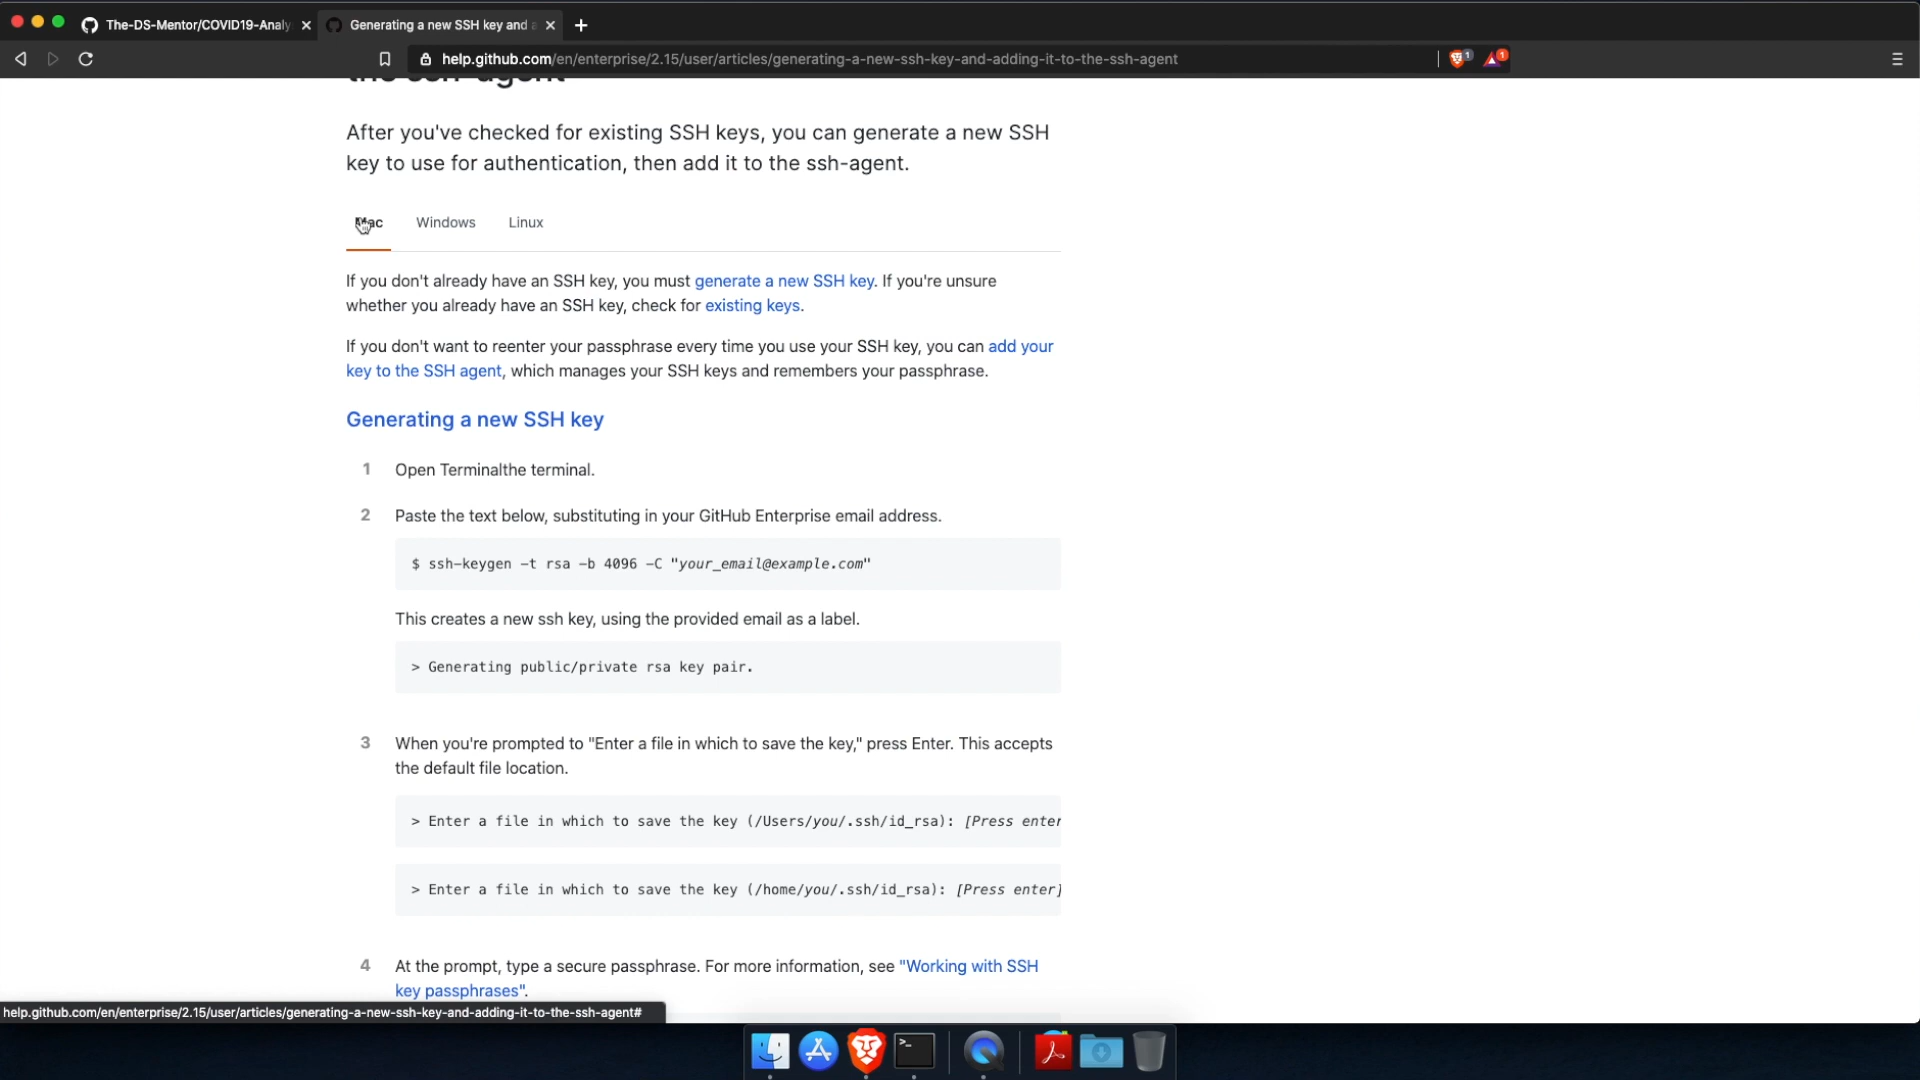 The-DS-Mentor/COVID19-Analy
Generating a new SSH key and a
help.github.com/en/enterprise/2.15/user/articles/generating-a-new-ssh-key-and-adding-it-to-the-ssh-agent
1
1
the ssh-agent
After you've checked for existing SSH keys, you can generate a new SSH
key to use for authentication, then add it to the ssh-agent.
Mac Windows Linux
If you don't already have an SSH key, you must generate a new SSH key. If you're unsure
whether you already have an SSH key, check for existing keys.
If you don't want to reenter your passphrase every time you use your SSH key, you can add your
key to the SSH agent, which manages your SSH keys and remembers your passphrase.
Generating a new SSH key
1 Open Terminalthe terminal.
2 Paste the text below, substituting in your GitHub Enterprise email address.
$ ssh-keygen -t rsa -b 4096 -C "your_email@example.com"
This creates a new ssh key, using the provided email as a label.
> Generating public/private rsa key pair.
3 When you're prompted to "Enter a file in which to save the key," press Enter. This accepts
the default file location.
> Enter a file in which to save the key (/Users/you/.ssh/id_rsa): [Press enter
> Enter a file in which to save the key (/home/you/.ssh/id_rsa): [Press enter]
4 At the prompt, type a secure passphrase. For more information, see "Working with SSH
key passphrases".
help.github.com/en/enterprise/2.15/user/articles/generating-a-new-ssh-key-and-adding-it-to-the-ssh-agent#
>_